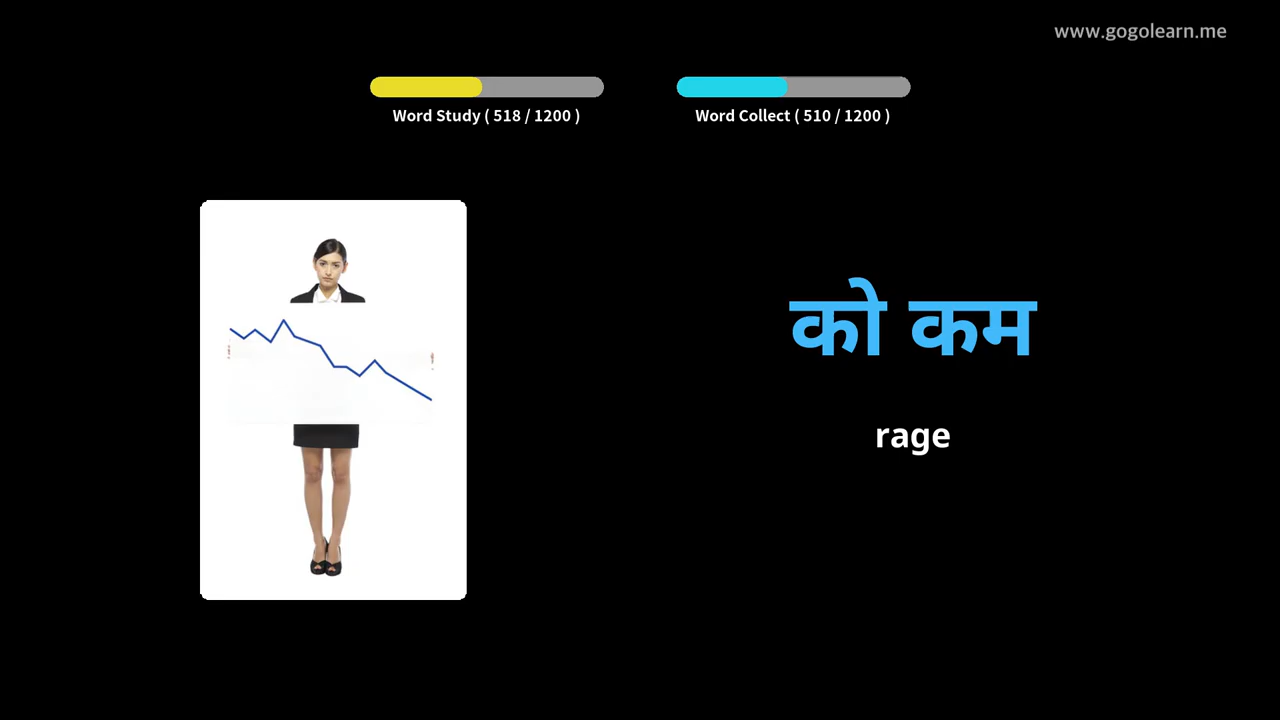 www.gogolearn.me
Word Study ( 518 / 1200 )
Word Collect ( 510 / 1200 )
को कम
rage